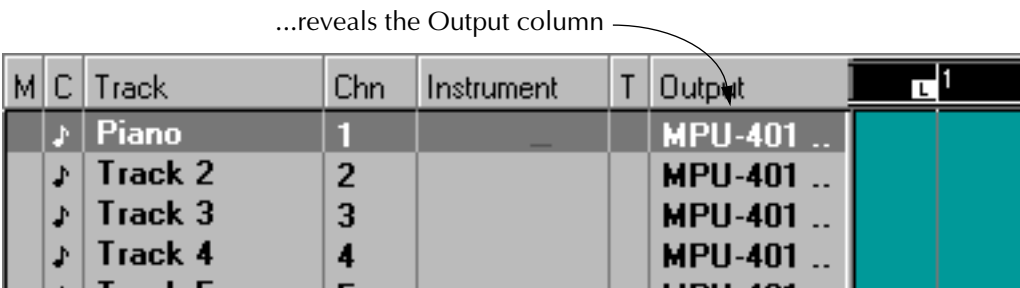 ...reveals the Output column
M C Track Chn Instrument T Output L 1
♪ Piano 1 _ MPU-401 ..
♪ Track 2 2 MPU-401 ..
♪ Track 3 3 MPU-401 ..
♪ Track 4 4 MPU-401 ..